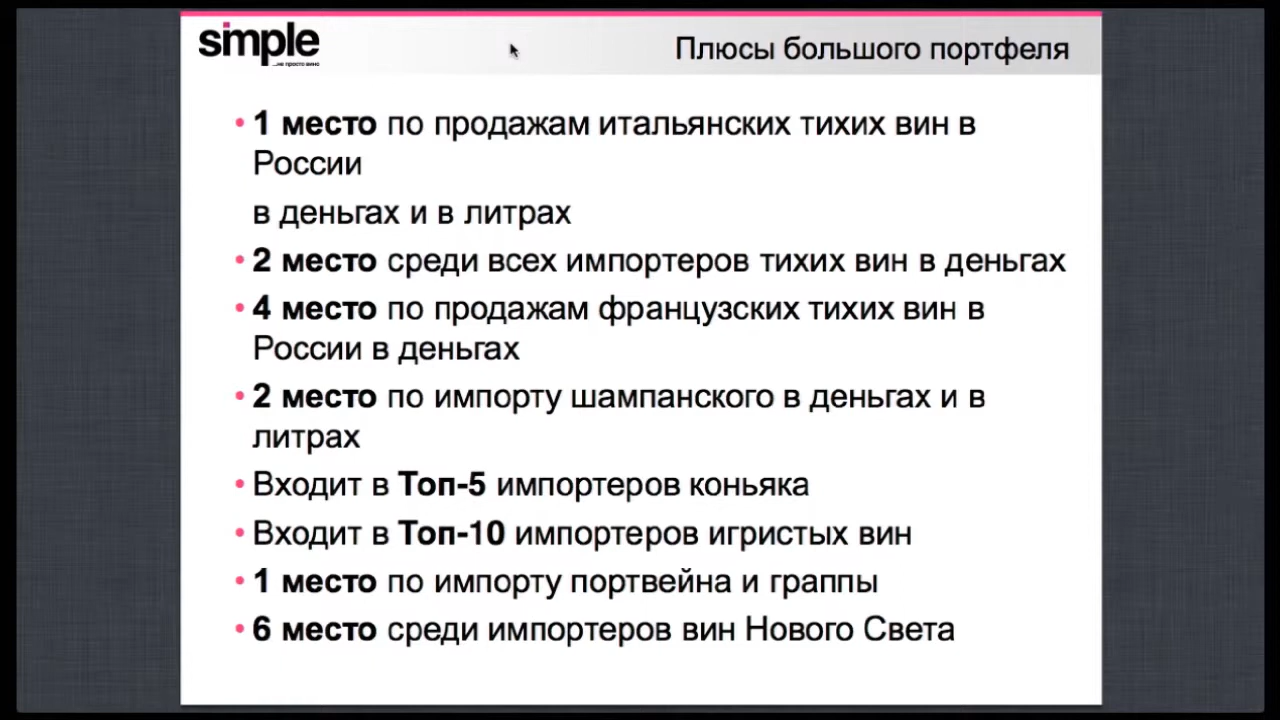 simple
...не просто вино
Плюсы большого портфеля
• 1 место по продажам итальянских тихих вин в
России
в деньгах и в литрах
• 2 место среди всех импортеров тихих вин в деньгах
• 4 место по продажам французских тихих вин в
России в деньгах
• 2 место по импорту шампанского в деньгах и в
литрах
• Входит в Топ-5 импортеров коньяка
• Входит в Топ-10 импортеров игристых вин
• 1 место по импорту портвейна и граппы
• 6 место среди импортеров вин Нового Света